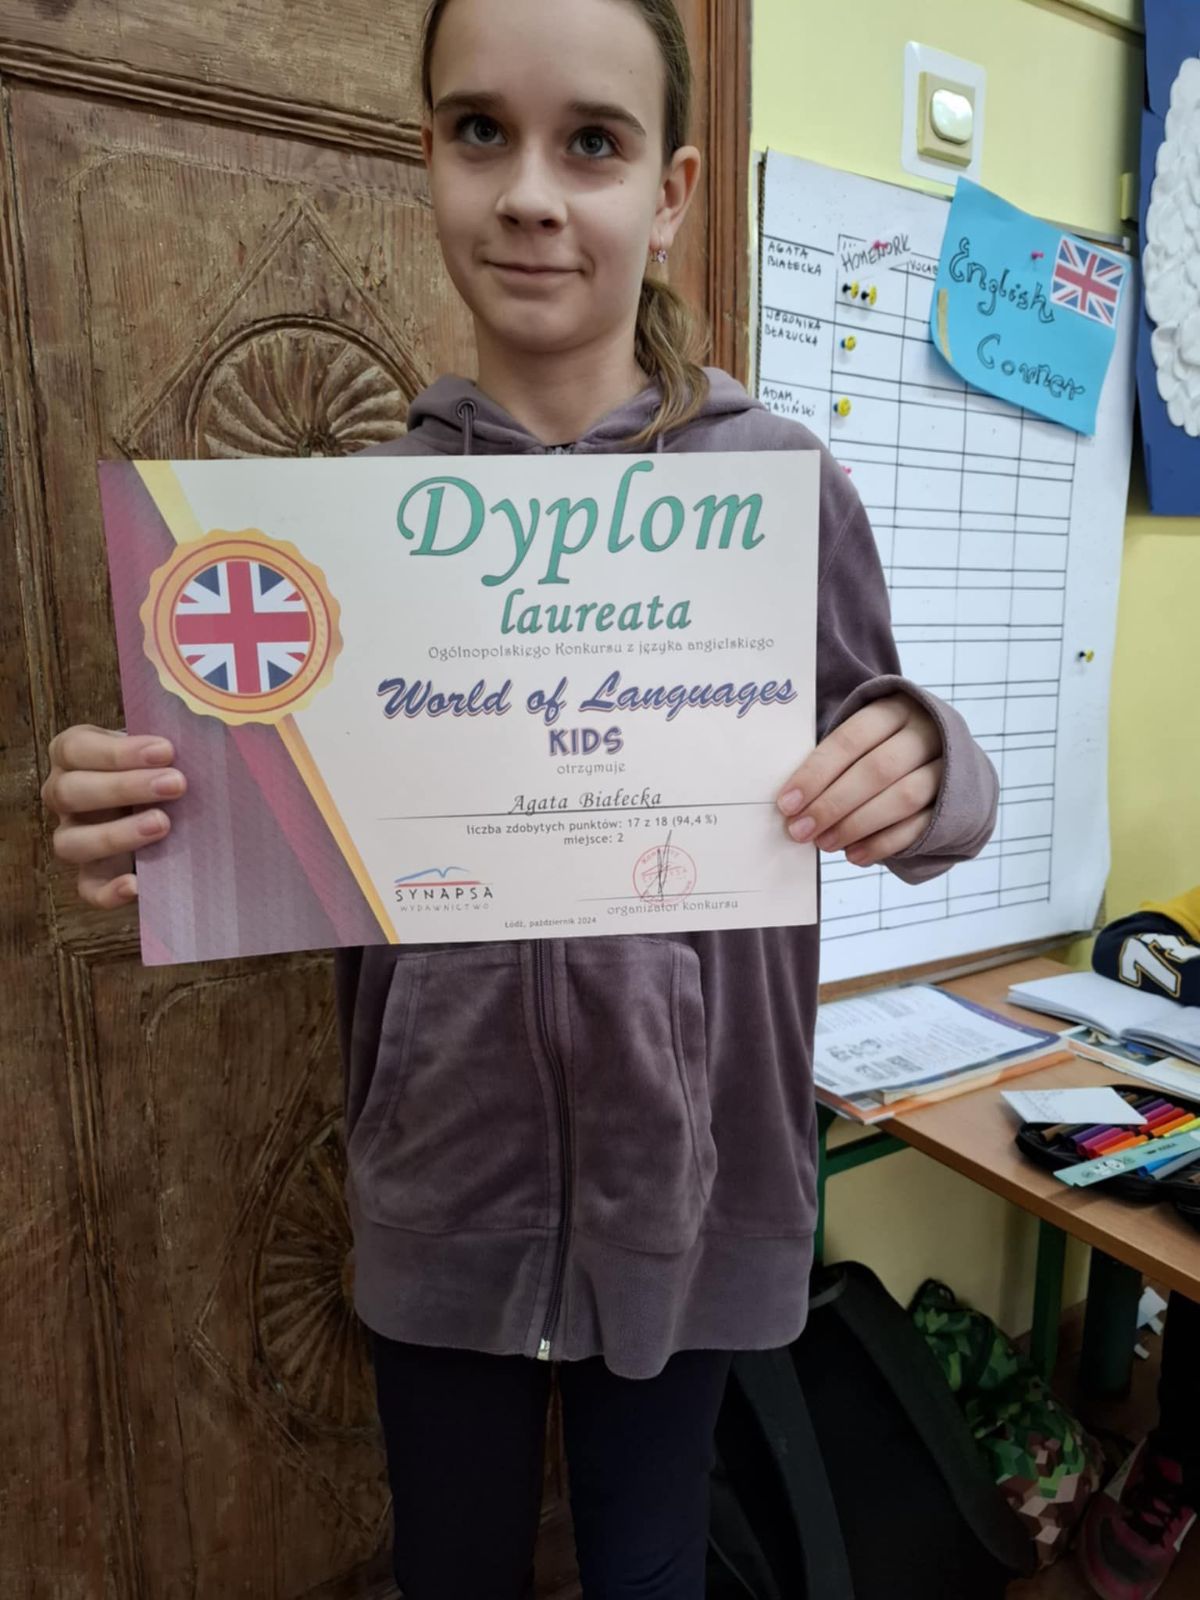 Dyplom
laureata
Ogólnopolskiego Konkursu z języka angielskiego
World of Languages
KIDS
otrzymuje
Agata Białecka
liczba zdobytych punktów: 17 z 18 (94,4 %)
miejsce: 2
SYNAPSA
WYDAWNICTWO
organizator konkursu
Łódź, październik 2024
AGATA
BIAŁECKA
HOMEWORK
VOCAB
English
Corner
WERONIKA
BŁAZUCKA
ADAM
JASIŃSKI
73